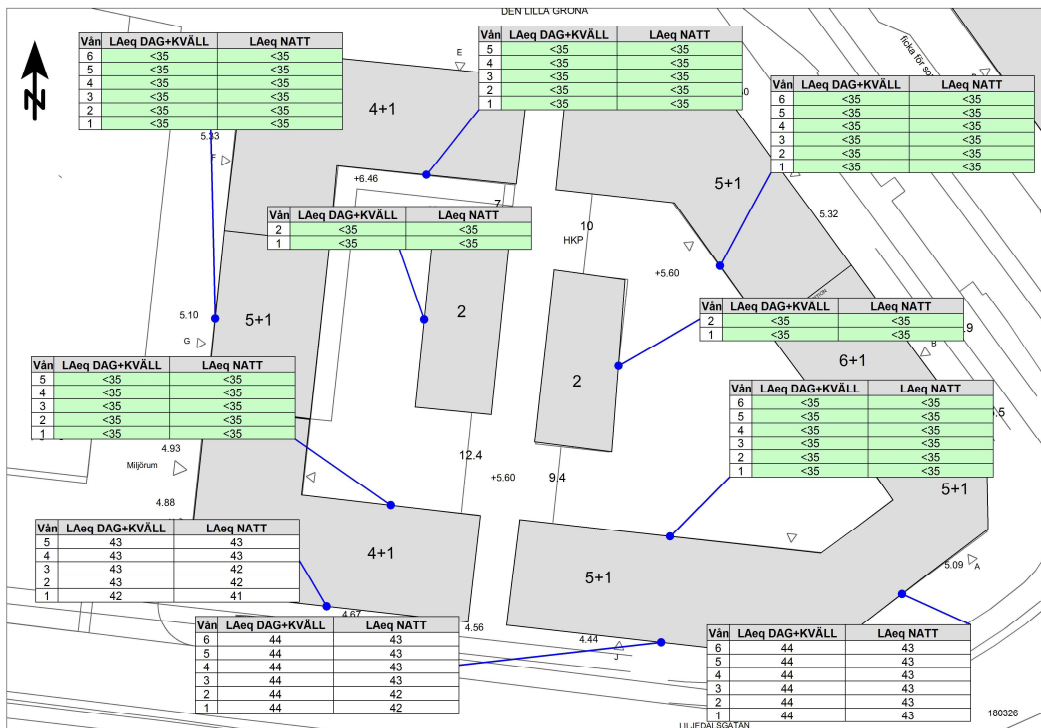 DEN LILLA GRÖNA
N
Vån LAeq DAG+KVÄLL LAeq NATT
6 <35 <35
5 <35 <35
4 <35 <35
3 <35 <35
2 <35 <35
1 <35 <35
Vån LAeq DAG+KVÄLL LAeq NATT
5 <35 <35
4 <35 <35
3 <35 <35
2 <35 <35
1 <35 <35
Vån LAeq DAG+KVÄLL LAeq NATT
6 <35 <35
5 <35 <35
4 <35 <35
3 <35 <35
2 <35 <35
1 <35 <35
E
ficka för
4+1
5.33
F
+6.46
7
5+1
5.32
Vån LAeq DAG+KVÄLL LAeq NATT
2 <35 <35
1 <35 <35
10
HKP
+5.60
5.10
5+1
G
2
2
Vån LAeq DAG+KVÄLL LAeq NATT
2 <35 <35
1 <35 <35
B
6+1
Vån LAeq DAG+KVÄLL LAeq NATT
5 <35 <35
4 <35 <35
3 <35 <35
2 <35 <35
1 <35 <35
Vån LAeq DAG+KVÄLL LAeq NATT
6 <35 <35
5 <35 <35
4 <35 <35
3 <35 <35
2 <35 <35
1 <35 <35
4.93
Miljörum
12.4
+5.60
9.4
5+1
4.88
Vån LAeq DAG+KVÄLL LAeq NATT
5 43 43
4 43 43
3 43 42
2 43 42
1 42 41
4+1
5+1
5.09
A
4.67
4.56
4.44
J
Vån LAeq DAG+KVÄLL LAeq NATT
6 44 43
5 44 43
4 44 43
3 44 43
2 44 42
1 44 42
Vån LAeq DAG+KVÄLL LAeq NATT
6 44 43
5 44 43
4 44 43
3 44 43
2 44 43
1 44 43
180326
LILJEDALSGATAN